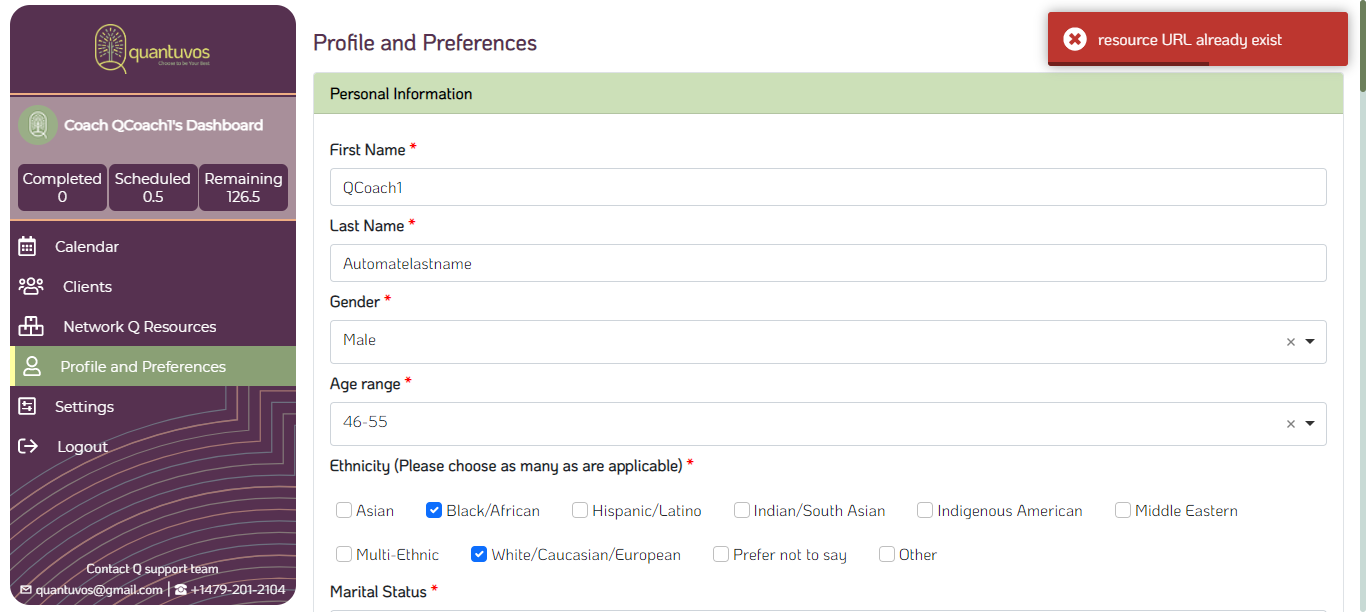 quantuvos
Choose to be Your Best
Coach QCoach1's Dashboard
Completed
0
Scheduled
0.5
Remaining
126.5
Calendar
Clients
Network Q Resources
Profile and Preferences
Settings
Logout
Contact Q support team
quantuvos@gmail.com | +1479-201-2104
Profile and Preferences
resource URL already exist
Personal Information
First Name *
QCoach1
Last Name *
Automatelastname
Gender *
Male
Age range *
46-55
Ethnicity (Please choose as many as are applicable) *
Asian Black/African Hispanic/Latino Indian/South Asian Indigenous American Middle Eastern
Multi-Ethnic White/Caucasian/European Prefer not to say Other
Marital Status *